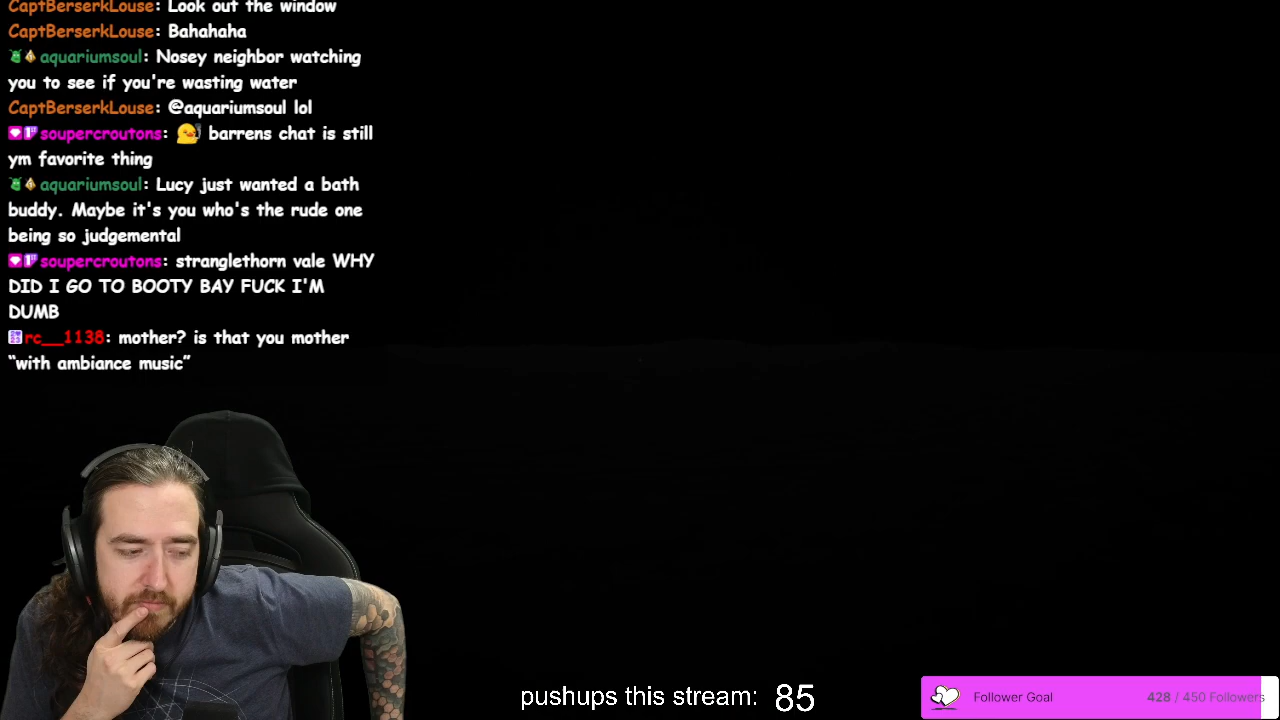 CaptBerserkLouse: Look out the window
CaptBerserkLouse: Bahahaha
aquariumsoul: Nosey neighbor watching
you to see if you're wasting water
CaptBerserkLouse: @aquariumsoul lol
soupercroutons: barrens chat is still
ym favorite thing
aquariumsoul: Lucy just wanted a bath
buddy. Maybe it's you who's the rude one
being so judgemental
soupercroutons: stranglethorn vale WHY
DID I GO TO BOOTY BAY FUCK I'M
DUMB
rc__1138: mother? is that you mother
“with ambiance music”
pushups this stream: 85
Follower Goal 428 / 450 Followers